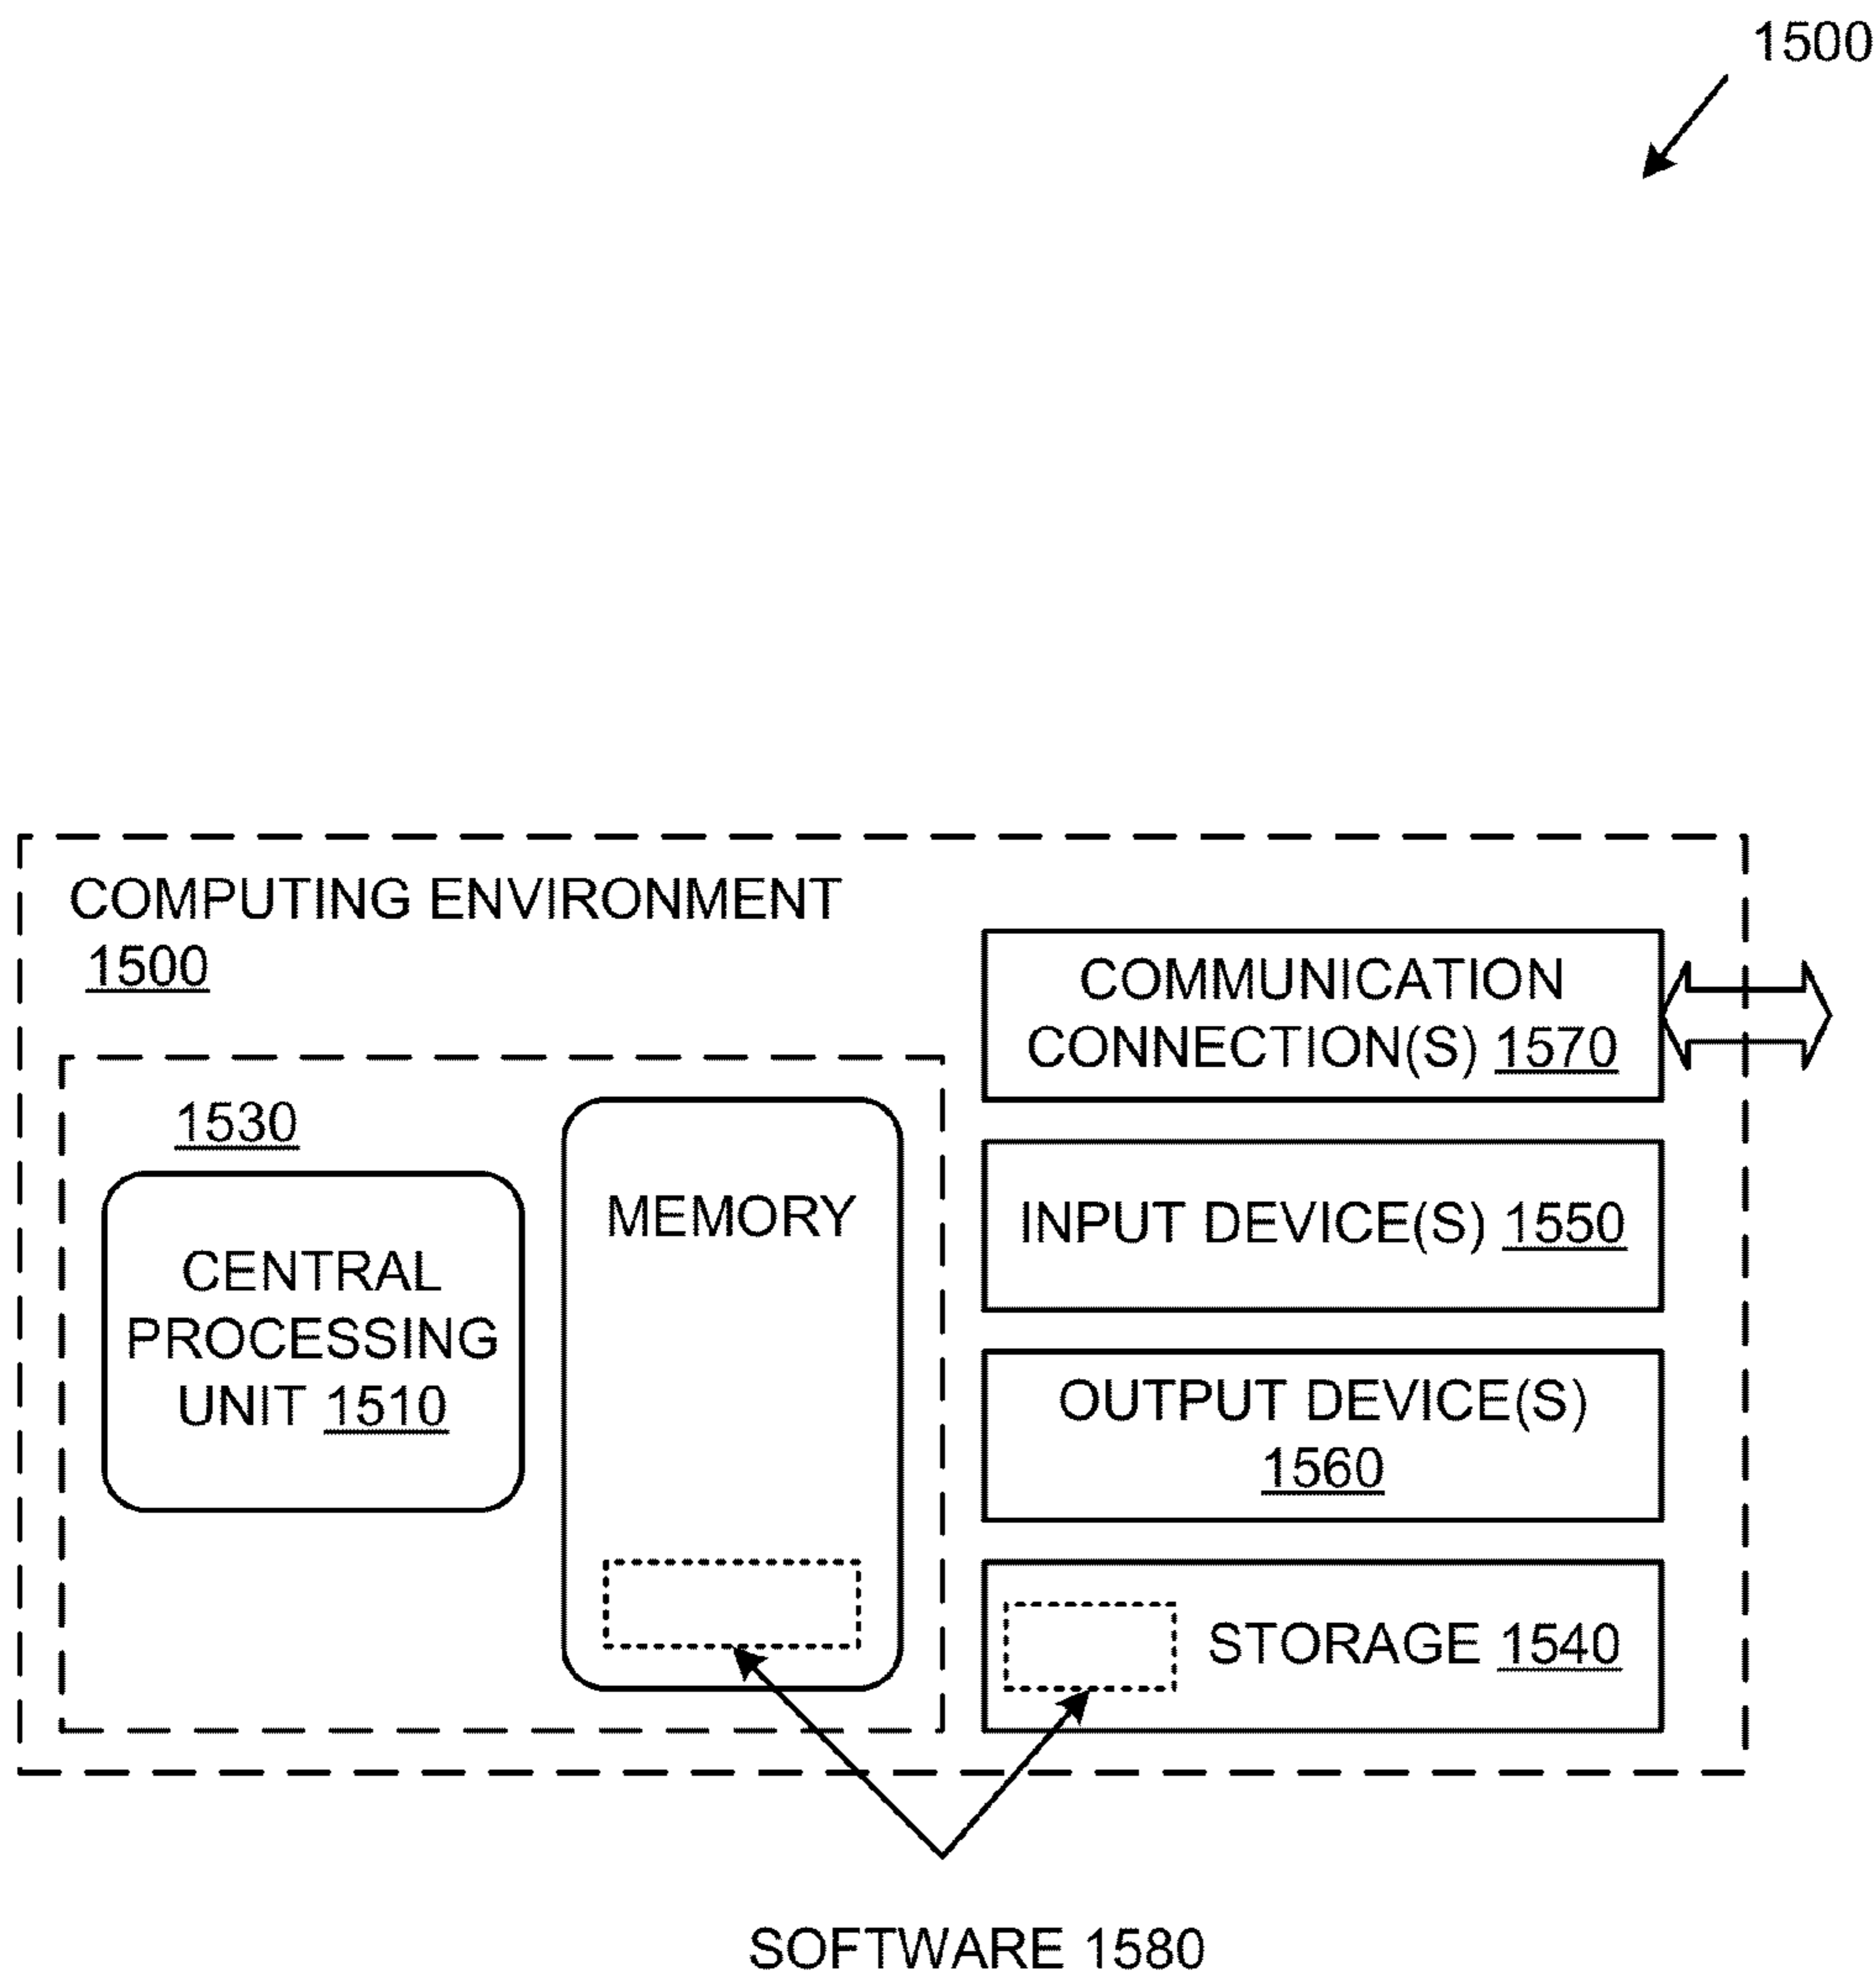 1500
COMPUTING ENVIRONMENT
1500
1530
CENTRAL
PROCESSING
UNIT 1510
MEMORY
COMMUNICATION
CONNECTION(S) 1570
INPUT DEVICE(S) 1550
OUTPUT DEVICE(S)
1560
STORAGE 1540
SOFTWARE 1580